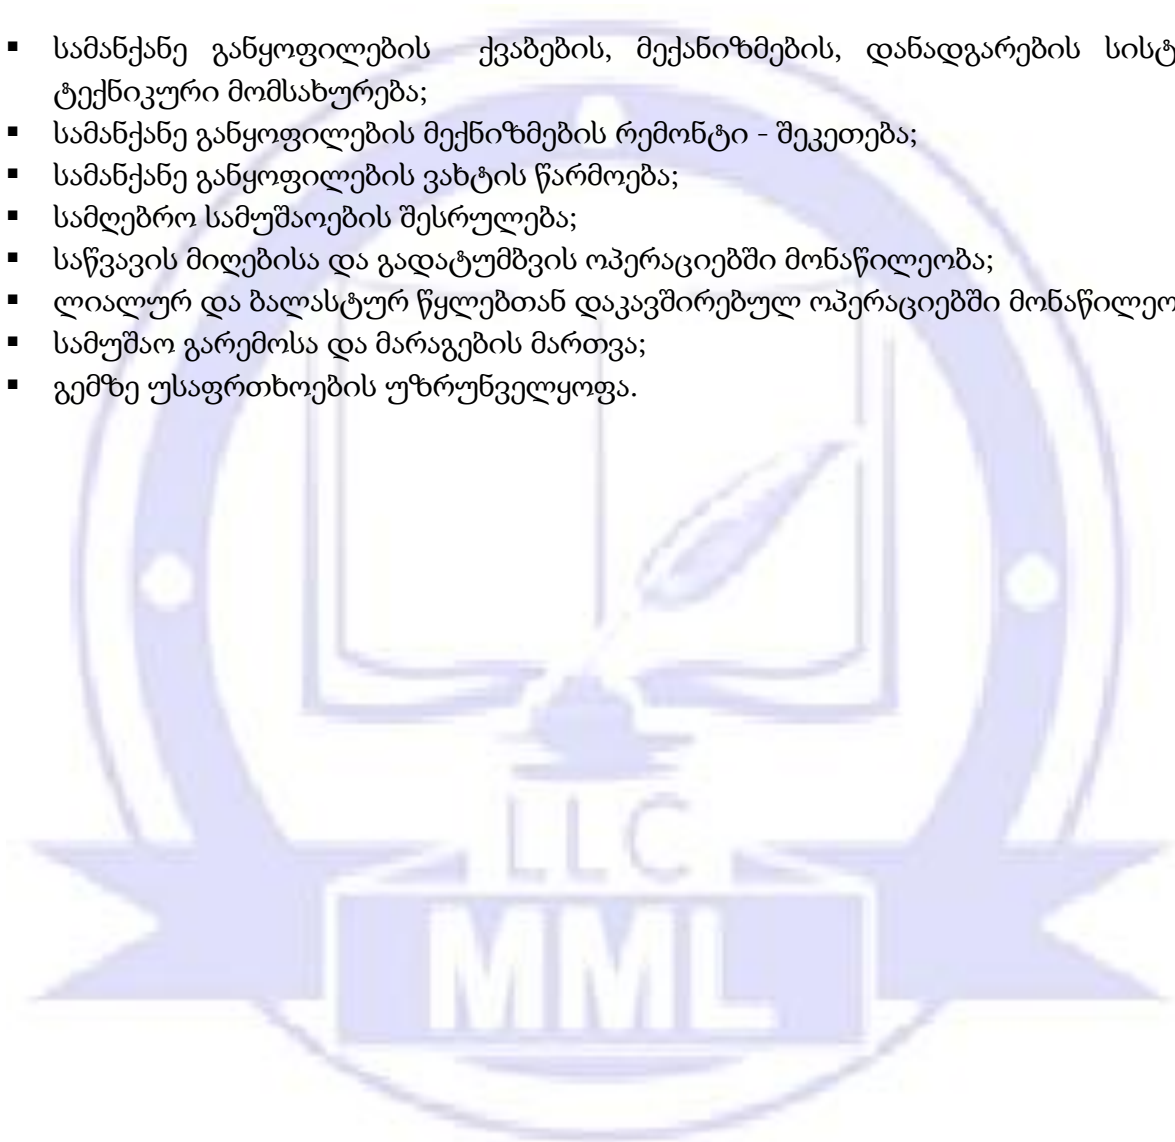 ▪ სამანქანე განყოფილების ქვაბების, მექანიზმების, დანადგარების სისტ
ტექნიკური მომსახურება;
▪ სამანქანე განყოფილების მექნიზმების რემონტი - შეკეთება;
▪ სამანქანე განყოფილების ვახტის წარმოება;
▪ სამღებრო სამუშაოების შესრულება;
▪ საწვავის მიღებისა და გადატუმბვის ოპერაციებში მონაწილეობა;
▪ ლიალურ და ბალასტურ წყლებთან დაკავშირებულ ოპერაციებში მონაწილეო
▪ სამუშაო გარემოსა და მარაგების მართვა;
▪ გემზე უსაფრთხოების უზრუნველყოფა.
LLC
MML